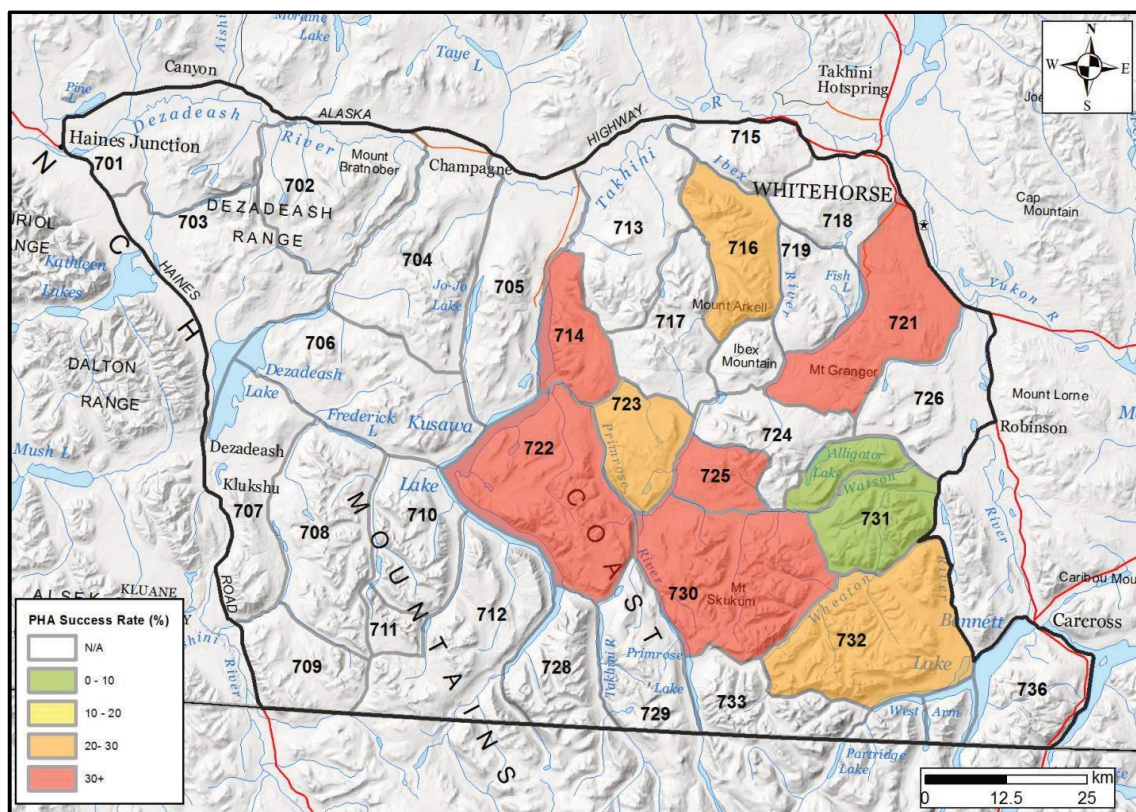 Moraine
Lake
Aishi
Taye
L
Canyon
Pine
L
Dezadeash
River
ALASKA
HIGHWAY
R
Takhini
Hotspring
N
W E
S
Haines Junction
701
702
Mount
Bratnober
Champagne
Takhini
715
Ibex
WHITEHORSE
718
Cap
Mountain
N
C
H
703
DEZADEASH
RANGE
704
Jo-Jo
Lake
705
713
716
719
River
Fish
L
721
Yukon
R
Kathleen
Lakes
HAINES
717
Mount Arkell
Ibex
Mountain
Mt Granger
706
714
DALTON
RANGE
Dezadeash
Lake
Frederick
L
Kusawa
Lake
723
Primrose
724
726
Mount Lorne
Robinson
Mush L
Dezadeash
Klukshu
707
708
710
722
725
Alligator
Lake
Watson
731
River
MOUNTAINS
COAST
River
730
Mt
Skukum
Wheaton
River
Caribou Mou
KLUANE
ROAD
711
712
732
Bennett
Lake
Carcross
River
709
728
Takhini R
Primrose
Lake
729
733
West Arm
736
Partridge
Lake
PHA Success Rate (%)
N/A
0 - 10
10 - 20
20- 30
30+
km
0 12.5 25